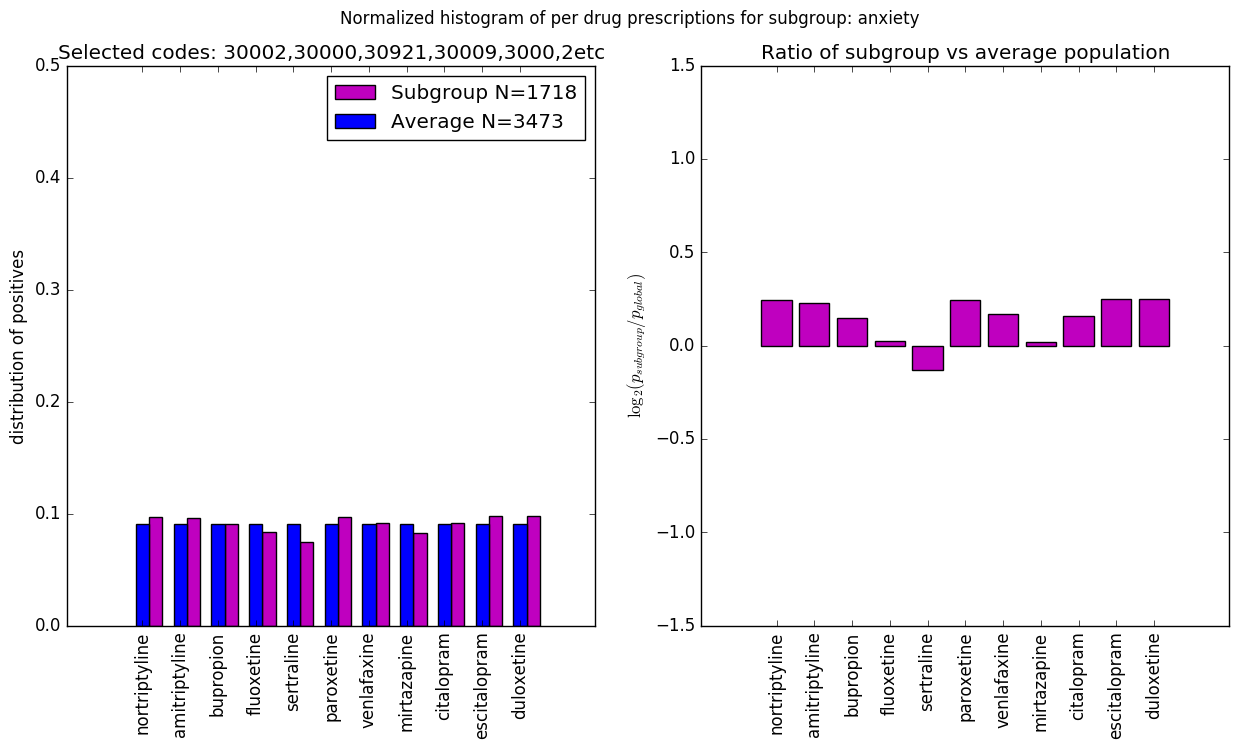 Normalized histogram of per drug prescriptions for subgroup: anxiety
Selected codes: 30002,30000,30921,30009,3000,2etc
0.5
0.4
0.3
0.2
0.1
0.0
distribution of positives
Subgroup N=1718
Average N=3473
nortriptyline
amitriptyline
bupropion
fluoxetine
sertraline
paroxetine
venlafaxine
mirtazapine
citalopram
escitalopram
duloxetine
Ratio of subgroup vs average population
1.5
1.0
0.5
0.0
−0.5
−1.0
−1.5
log2(psubgroup/pglobal)
nortriptyline
amitriptyline
bupropion
fluoxetine
sertraline
paroxetine
venlafaxine
mirtazapine
citalopram
escitalopram
duloxetine